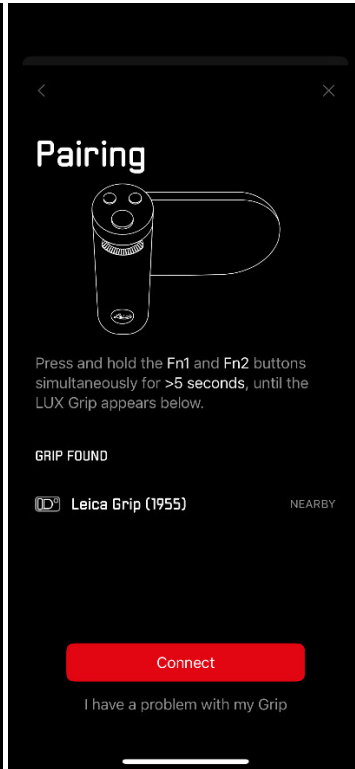 Pairing
Press and hold the Fn1 and Fn2 buttons
simultaneously for >5 seconds, until the
LUX Grip appears below.
GRIP FOUND
Leica Grip (1955)
NEARBY
Connect
I have a problem with my Grip